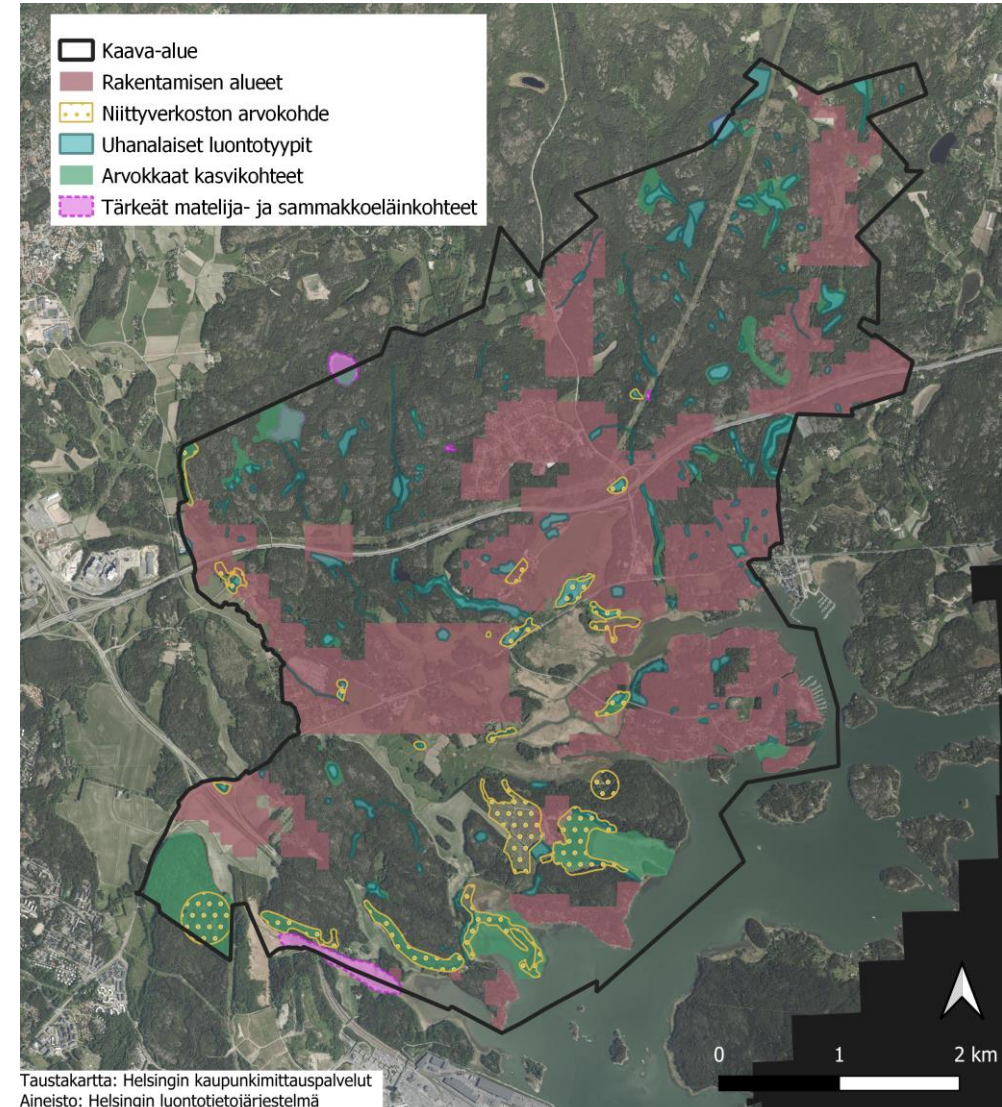 Kaava-alue
Rakentamisen alueet
Niittyverkoston arvokohde
Uhanalaiset luontotyypit
Arvokkaat kasvikohteet
Tärkeät matelija- ja sammakkoeläinkohteet
0 1 2 km
Taustakartta: Helsingin kaupunkimittauspalvelut
Aineisto: Helsingin luontotietojärjestelmä